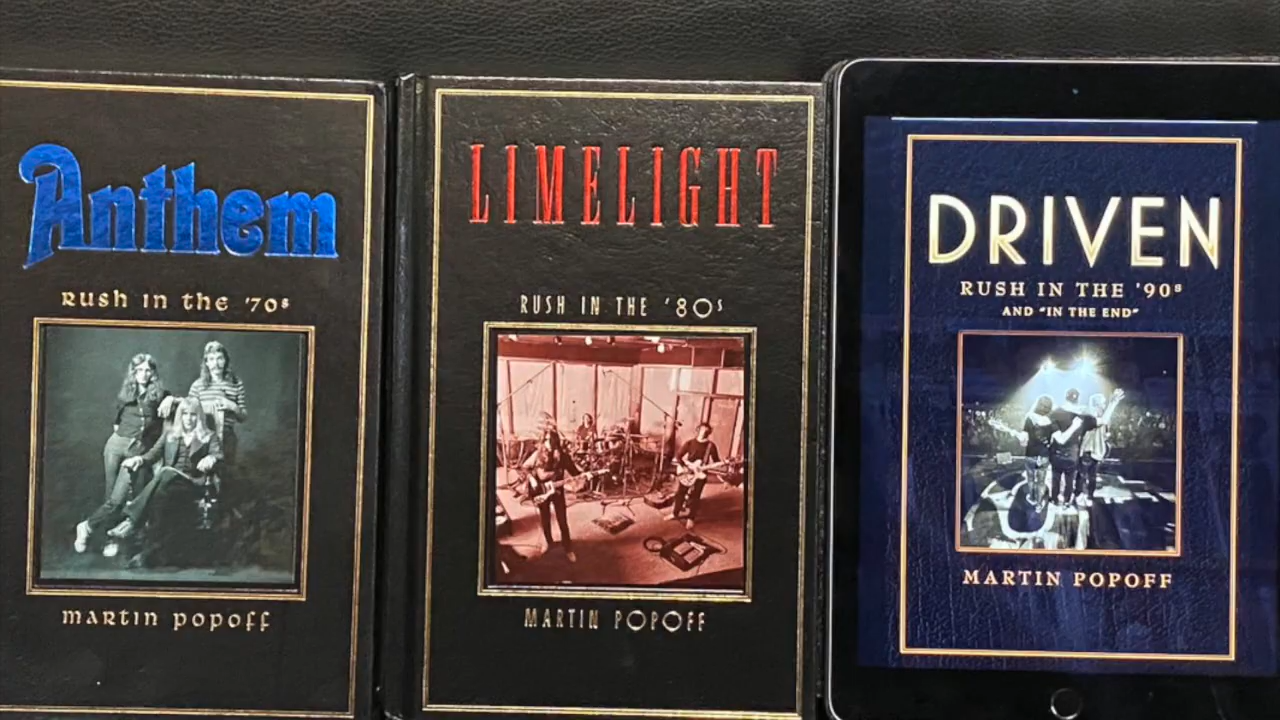 Anthem
Rush in the '70s
Martin Popoff
LIMELIGHT
RUSH IN THE '80s
MARTIN POPOFF
DRIVEN
RUSH IN THE '90s
AND "IN THE END"
MARTIN POPOFF